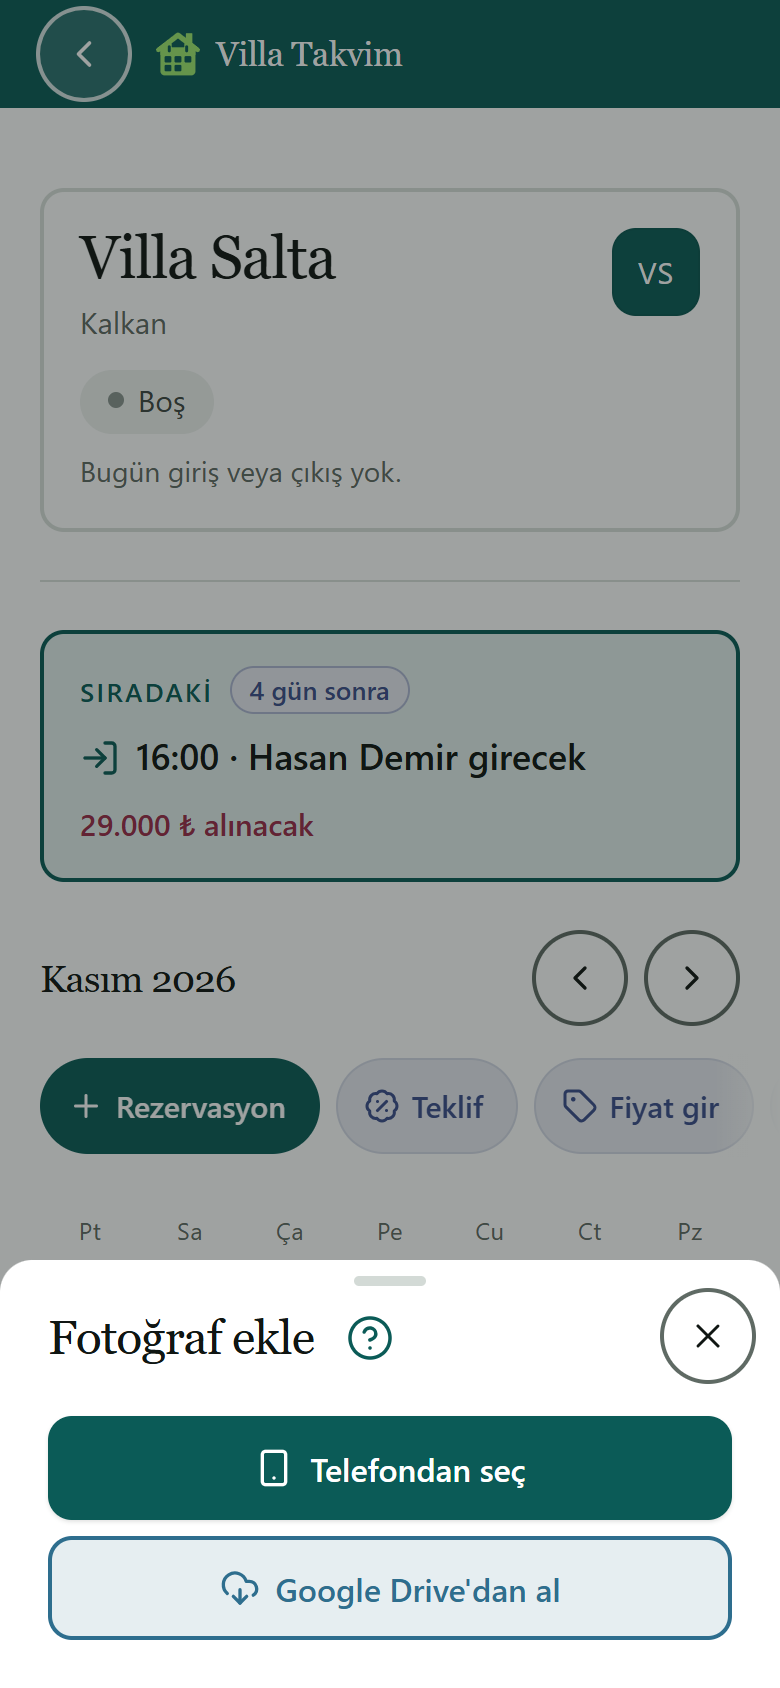 Villa Takvim
Villa Salta
VS
Kalkan
Boş
Bugün giriş veya çıkış yok.
SIRADAKİ
4 gün sonra
16:00 · Hasan Demir girecek
29.000 ₺ alınacak
Kasım 2026
Rezervasyon
Teklif
Fiyat gir
Pt Sa Ça Pe Cu Ct Pz
Fotoğraf ekle
Telefondan seç
Google Drive'dan al